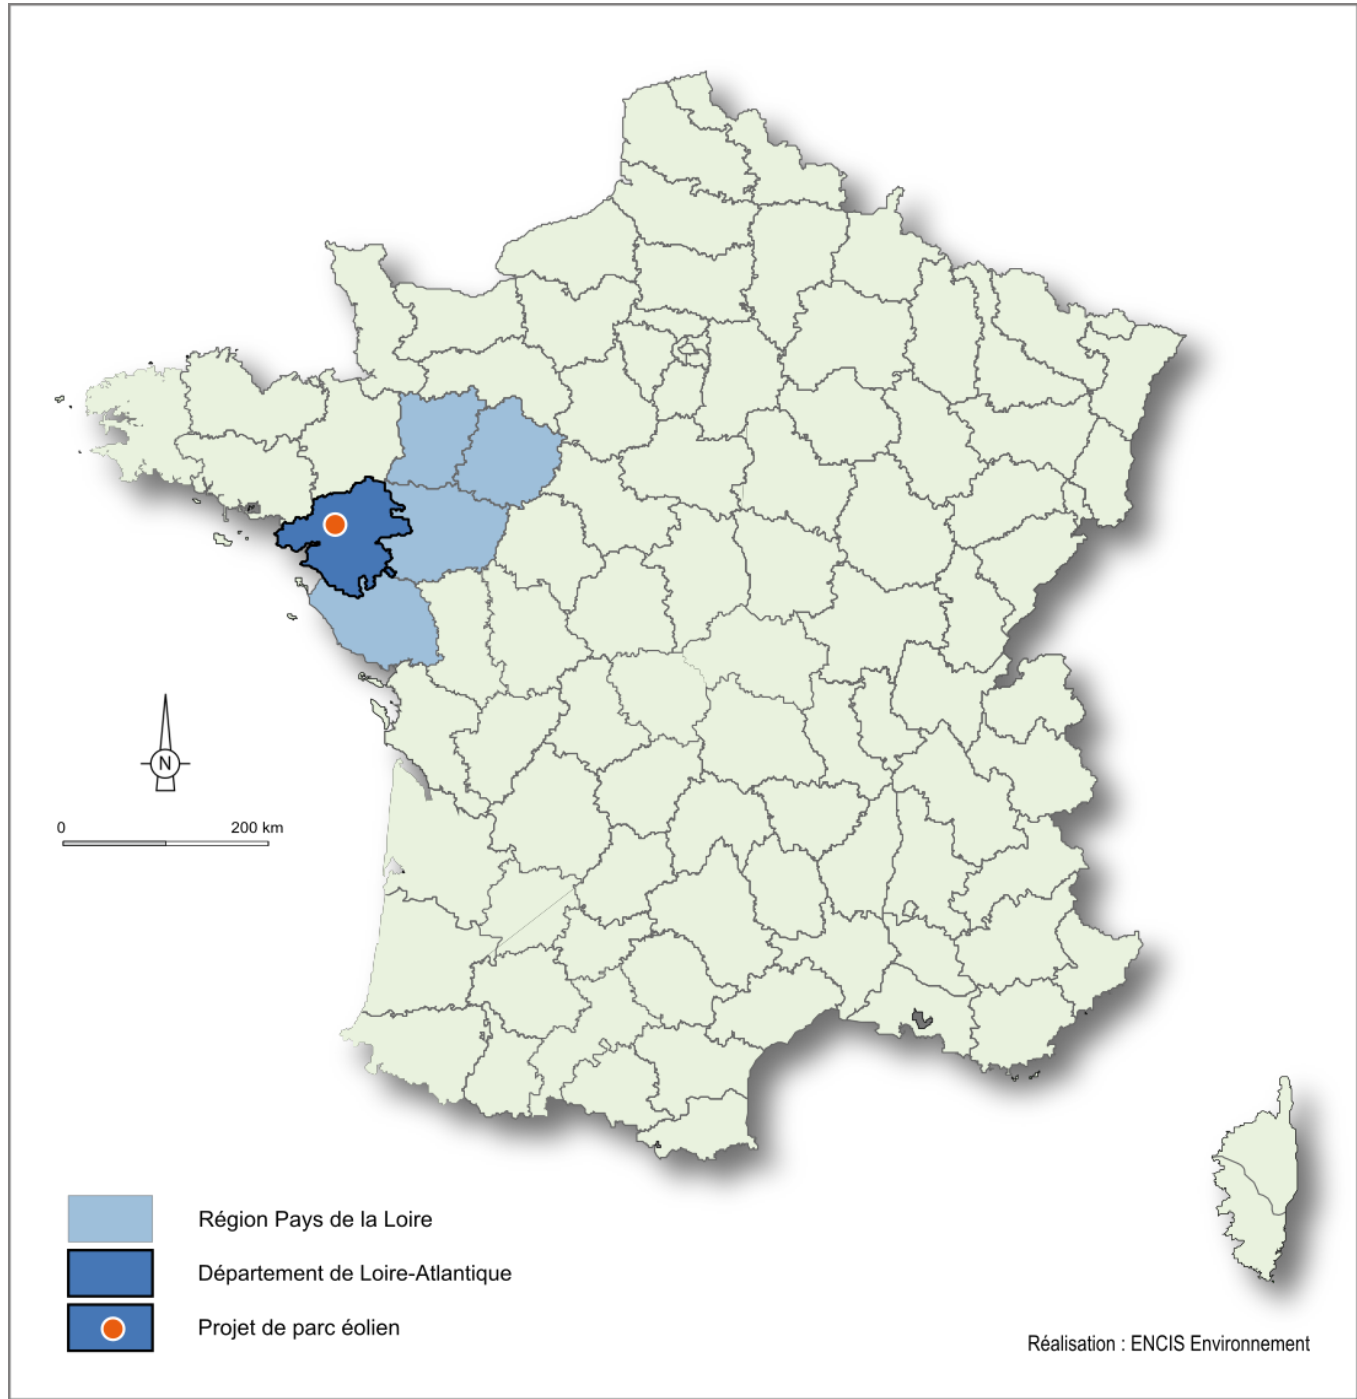 N
0 200 km
Région Pays de la Loire
Département de Loire-Atlantique
Projet de parc éolien
Réalisation : ENCIS Environnement